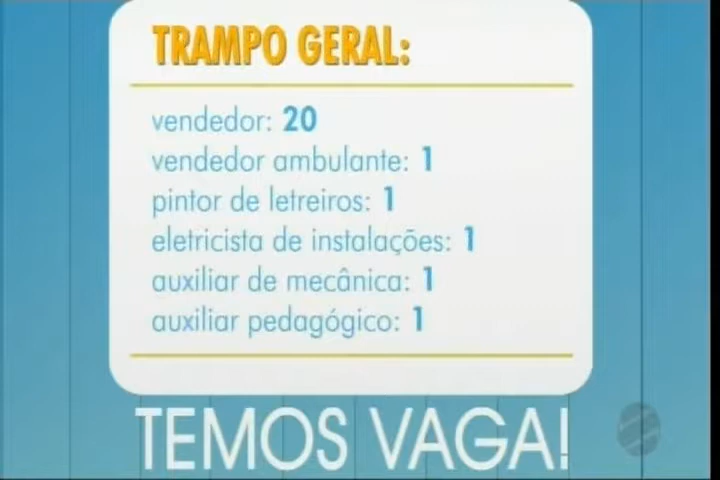 TRAMPO GERAL:
vendedor: 20
vendedor ambulante: 1
pintor de letreiros: 1
eletricista de instalações: 1
auxiliar de mecânica: 1
auxiliar pedagógico: 1
TEMOS VAGA!